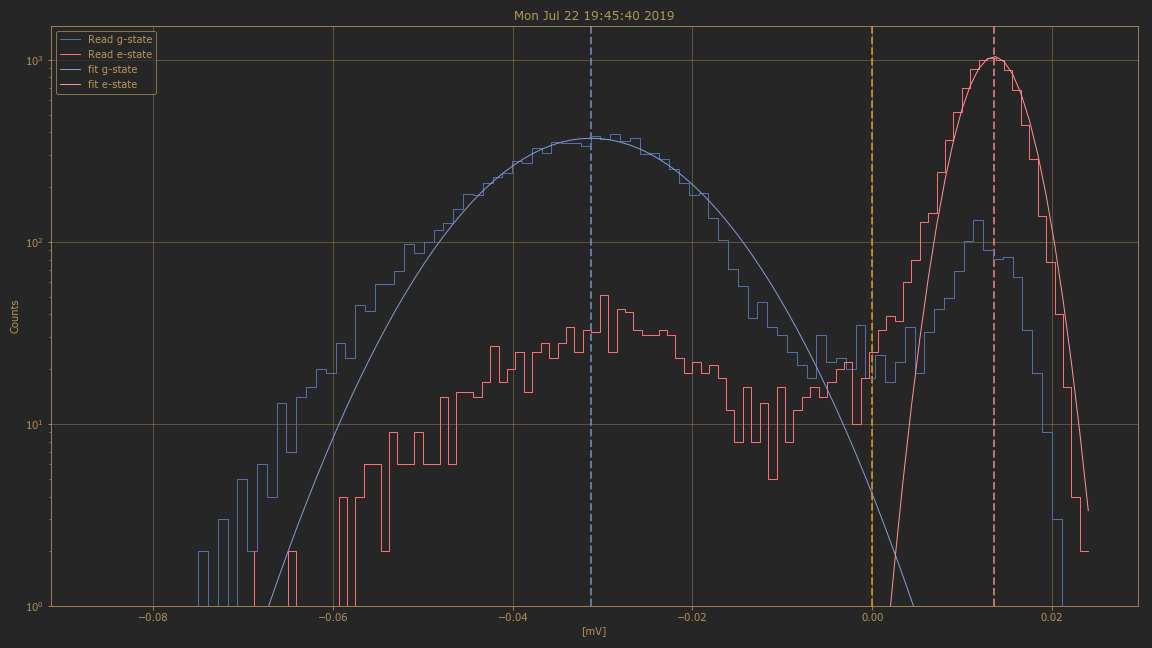 Mon Jul 22 19:45:40 2019
Read g-state
Read e-state
fit g-state
fit e-state
10³
10²
10¹
10⁰
Counts
−0.08 −0.06 −0.04 −0.02 0.00 0.02
[mV]